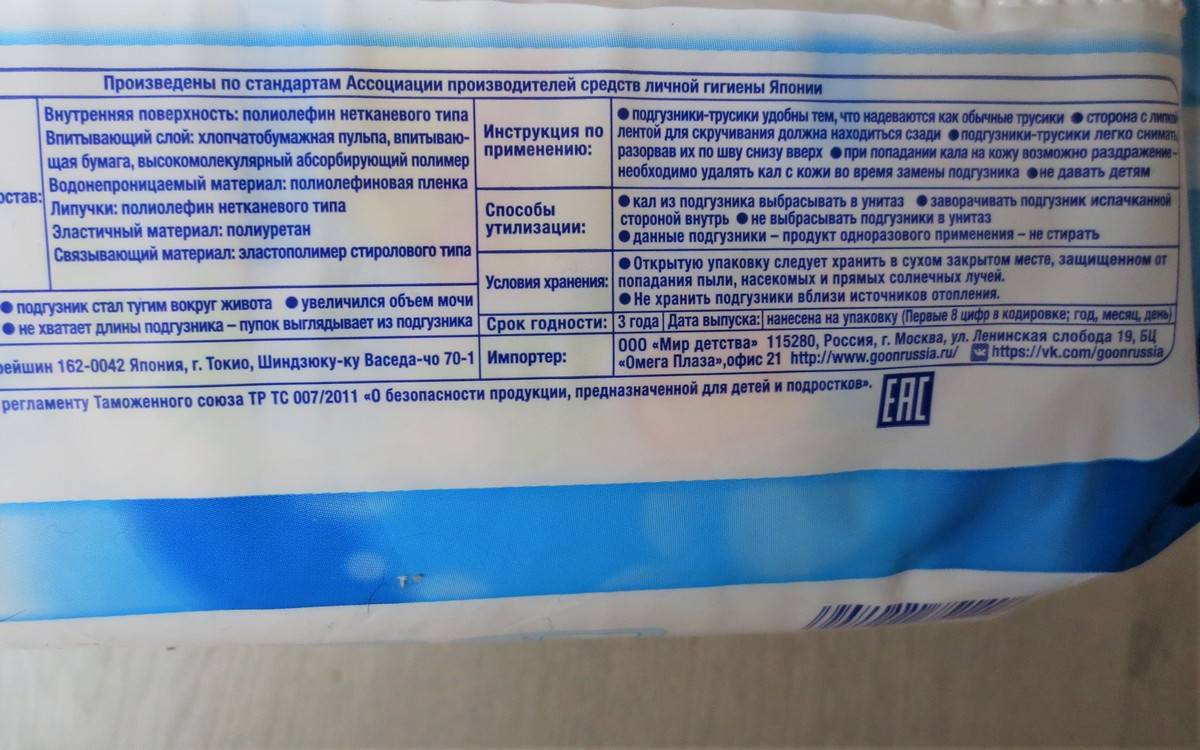 Произведены по стандартам Ассоциации производителей средств личной гигиены Японии
остав:
Внутренняя поверхность: полиолефин нетканевого типа
Впитывающий слой: хлопчатобумажная пульпа, впитываю-
щая бумага, высокомолекулярный абсорбирующий полимер
Водонепроницаемый материал: полиолефиновая пленка
Липучки: полиолефин нетканевого типа
Эластичный материал: полиуретан
Связывающий материал: эластополимер стиролового типа
● подгузник стал тугим вокруг живота ● увеличился объем мочи
● не хватает длины подгузника – пупок выглядывает из подгузника
рейшин 162-0042 Япония, г. Токио, Шиндзюку-ку Васеда-чо 70-1
Инструкция по
применению:
● подгузники-трусики удобны тем, что надеваются как обычные трусики ● сторона с липкой
лентой для скручивания должна находиться сзади ● подгузники-трусики легко снимать,
разорвав их по шву снизу вверх ● при попадании кала на кожу возможно раздражение -
необходимо удалять кал с кожи во время замены подгузника ● не давать детям
Способы
утилизации:
● кал из подгузника выбрасывать в унитаз ● заворачивать подгузник испачканной
стороной внутрь ● не выбрасывать подгузники в унитаз
● данные подгузники – продукт одноразового применения – не стирать
Условия хранения:
● Открытую упаковку следует хранить в сухом закрытом месте, защищенном от
попадания пыли, насекомых и прямых солнечных лучей.
● Не хранить подгузники вблизи источников отопления.
Срок годности: 3 года Дата выпуска: нанесена на упаковку (Первые 8 цифр в кодировке; год, месяц, день)
Импортер:
ООО «Мир детства» 115280, Россия, г. Москва, ул. Ленинская слобода 19, БЦ
«Омега Плаза»,офис 21 http://www.goonrussia.ru/ https://vk.com/goonrussia
регламенту Таможенного союза ТР ТС 007/2011 «О безопасности продукции, предназначенной для детей и подростков».
EAC